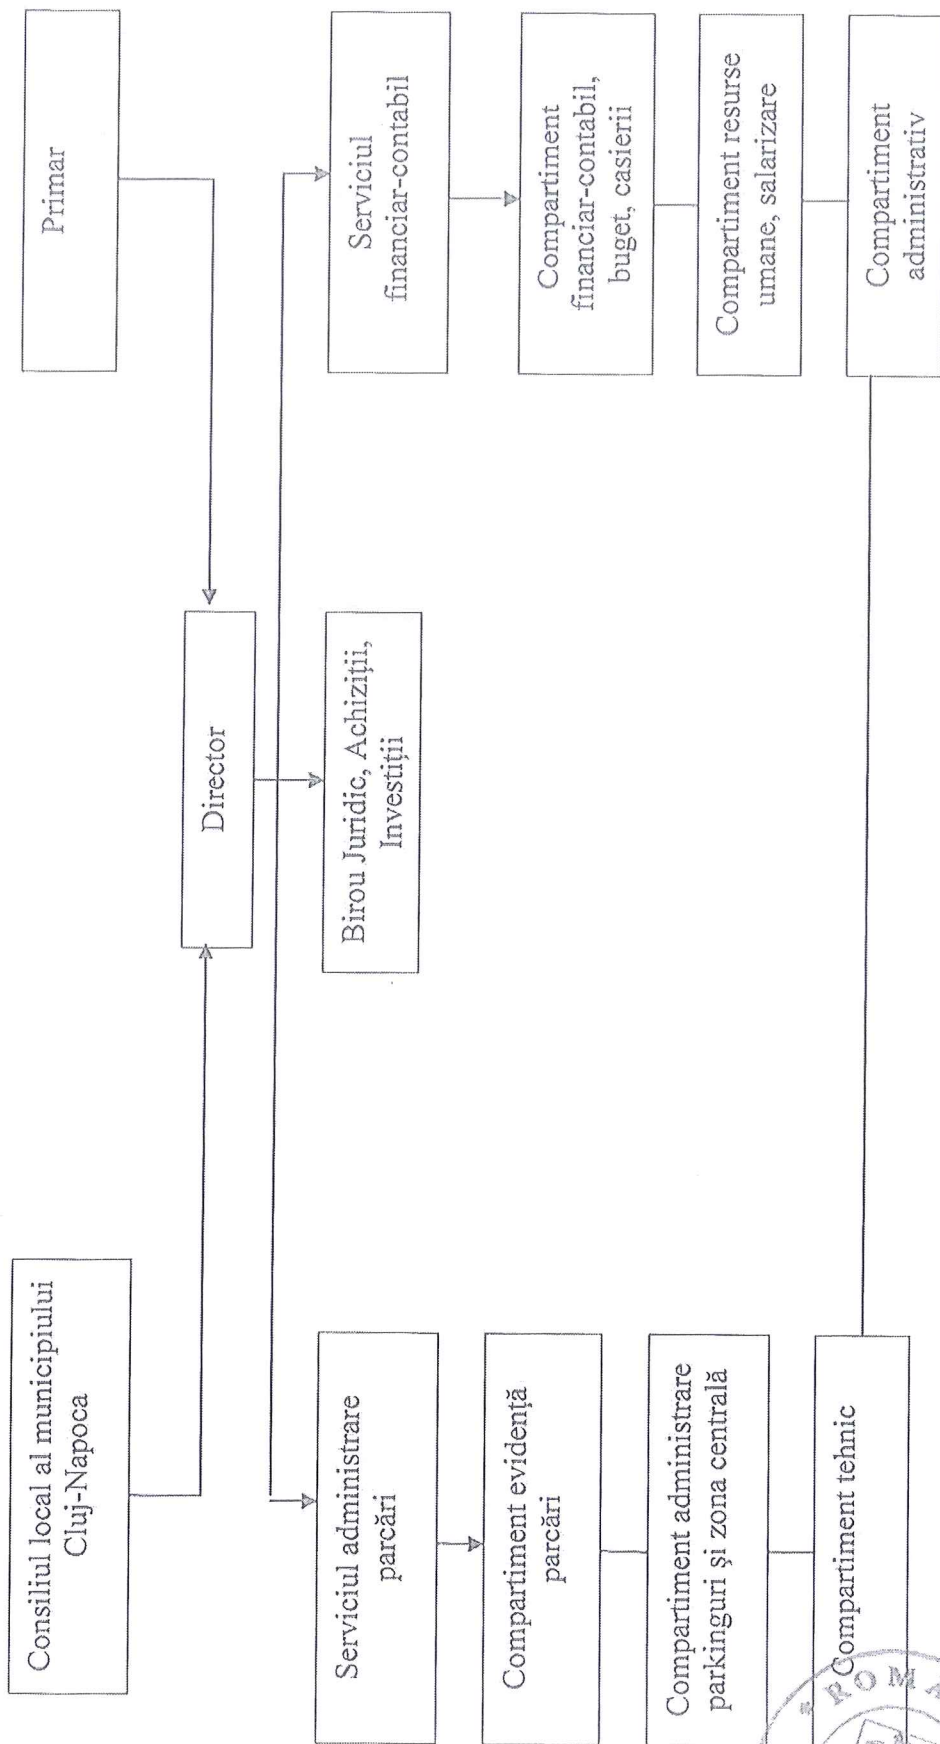 Consiliul local al municipiului
Cluj-Napoca
Primar
Director
Serviciul administrare
parcări
Birou Juridic, Achiziții,
Investiții
Serviciul
financiar-contabil
Compartiment evidență
parcări
Compartiment
financiar-contabil,
buget, casierii
Compartiment administrare
parkinguri și zona centrală
Compartiment resurse
umane, salarizare
Compartiment tehnic
Compartiment
administrativ